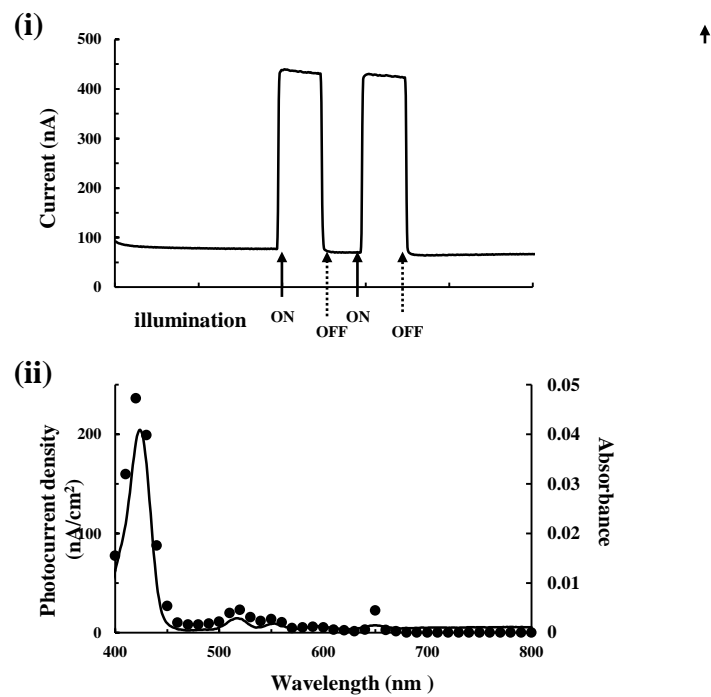 (i)
500
400
300
200
100
0
Current (nA)
illumination
ON
OFF
ON
OFF
(ii)
200
100
0
Photocurrent density
(nA/cm²)
0.05
0.04
0.03
0.02
0.01
0
Absorbance
400
500
600
700
800
Wavelength (nm )